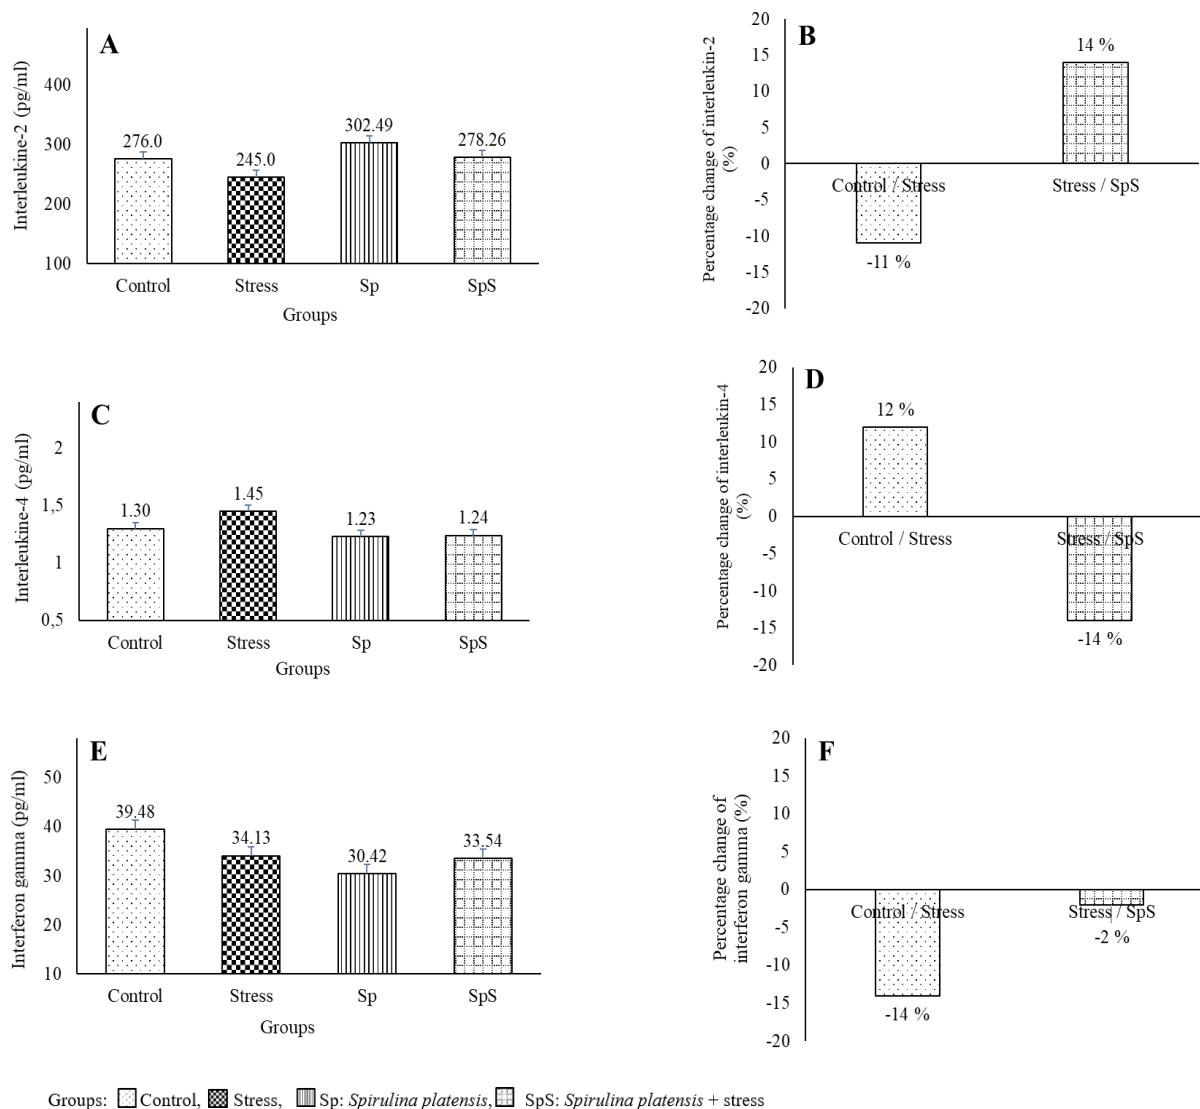 A
Interleukine-2 (pg/ml)
400
300
200
100
276.0
245.0
302.49
278.26
Control Stress Sp SpS
Groups
B
Percentage change of interleukin-2
(%)
20
15
10
5
0
-5
-10
-15
-20
14 %
Control / Stress Stress / SpS
-11 %
C
Interleukine-4 (pg/ml)
2
1,5
1
0,5
1.30
1.45
1.23
1.24
Control Stress Sp SpS
Groups
D
Percentage change of interleukin-4
(%)
20
15
10
5
0
-5
-10
-15
-20
12 %
Control / Stress Stress / SpS
-14 %
E
Interferon gamma (pg/ml)
50
40
30
20
10
39.48
34.13
30.42
33.54
Control Stress Sp SpS
Groups
F
Percentage change of
interferon gamma (%)
20
15
10
5
0
-5
-10
-15
-20
Control / Stress Stress / SpS
-2 %
-14 %
Groups: Control, Stress, Sp: Spirulina platensis, SpS: Spirulina platensis + stress